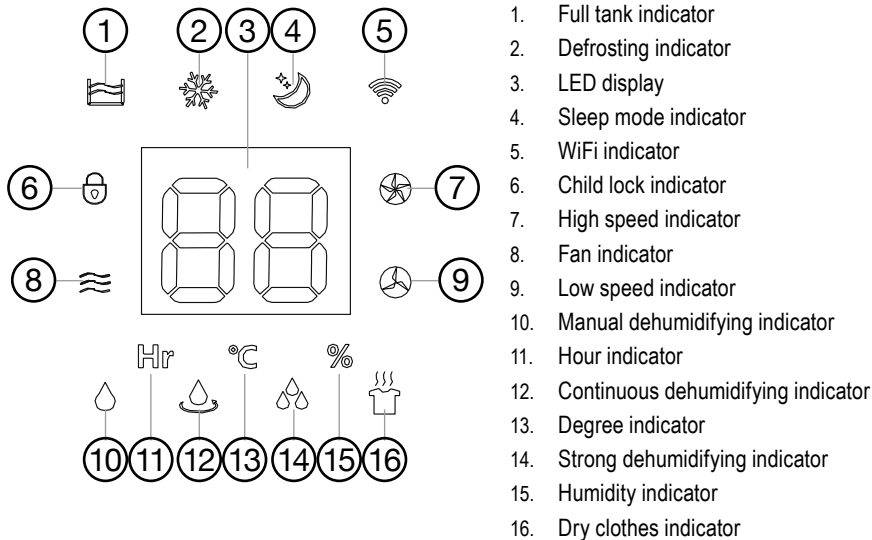 1 2 3 4 5
6 7
8 9
88
Hr °C %
10 11 12 13 14 15 16
1. Full tank indicator
2. Defrosting indicator
3. LED display
4. Sleep mode indicator
5. WiFi indicator
6. Child lock indicator
7. High speed indicator
8. Fan indicator
9. Low speed indicator
10. Manual dehumidifying indicator
11. Hour indicator
12. Continuous dehumidifying indicator
13. Degree indicator
14. Strong dehumidifying indicator
15. Humidity indicator
16. Dry clothes indicator